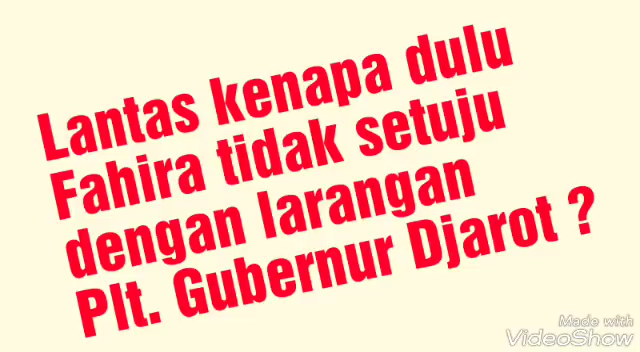 Lantas kenapa dulu
Fahira tidak setuju
dengan larangan
Plt. Gubernur Djarot ?
Made with
VideoShow